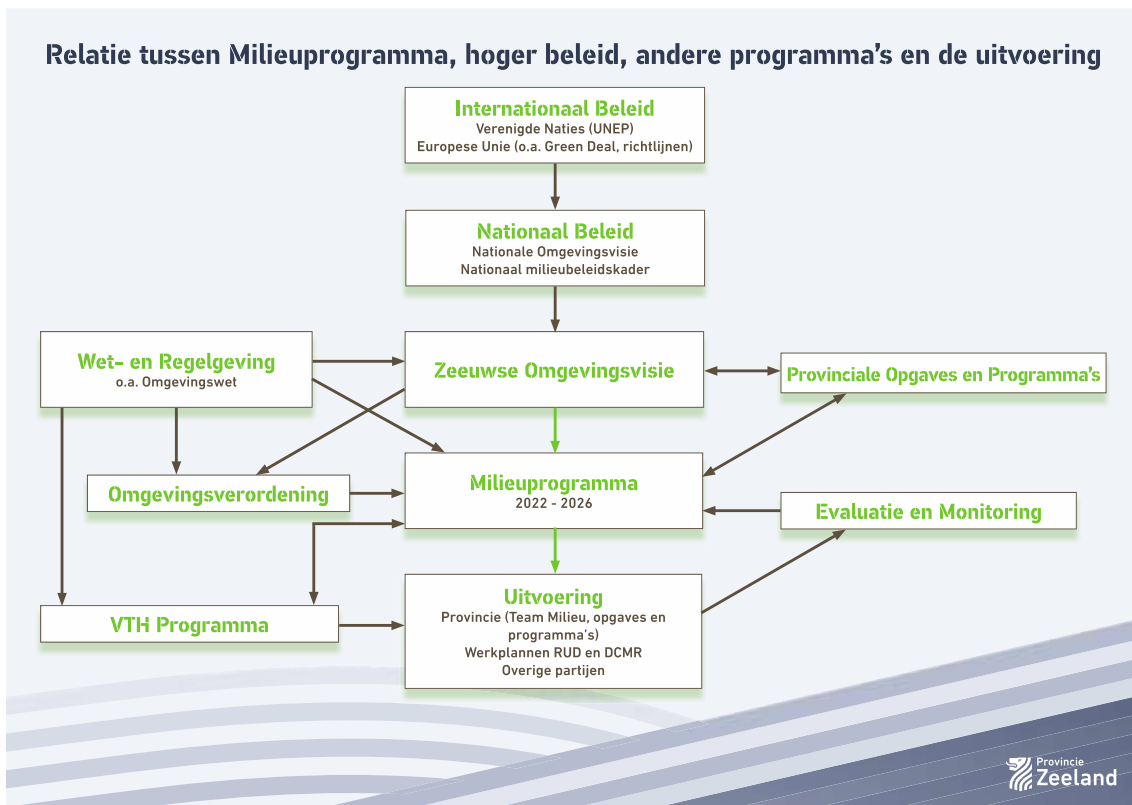 Relatie tussen Milieuprogramma, hoger beleid, andere programma's en de uitvoering
Internationaal Beleid
Verenigde Naties (UNEP)
Europese Unie (o.a. Green Deal, richtlijnen)
Nationaal Beleid
Nationale Omgevingsvisie
Nationaal milieubeleidskader
Wet- en Regelgeving
o.a. Omgevingswet
Zeeuwse Omgevingsvisie
Provinciale Opgaves en Programma's
Omgevingsverordening
Milieuprogramma
2022 - 2026
Evaluatie en Monitoring
VTH Programma
Uitvoering
Provincie (Team Milieu, opgaves en
programma's)
Werkplannen RUD en DCMR
Overige partijen
Provincie
Zeeland